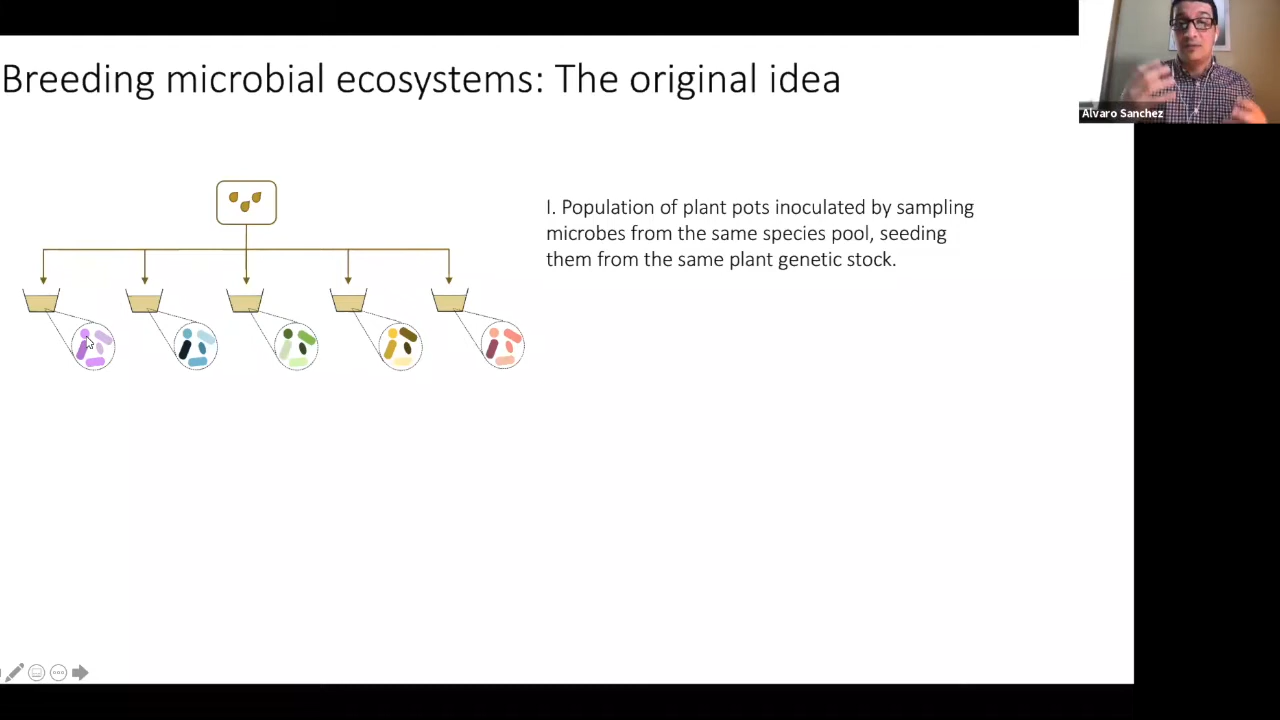 Breeding microbial ecosystems: The original idea
Alvaro Sanchez
I. Population of plant pots inoculated by sampling
microbes from the same species pool, seeding
them from the same plant genetic stock.